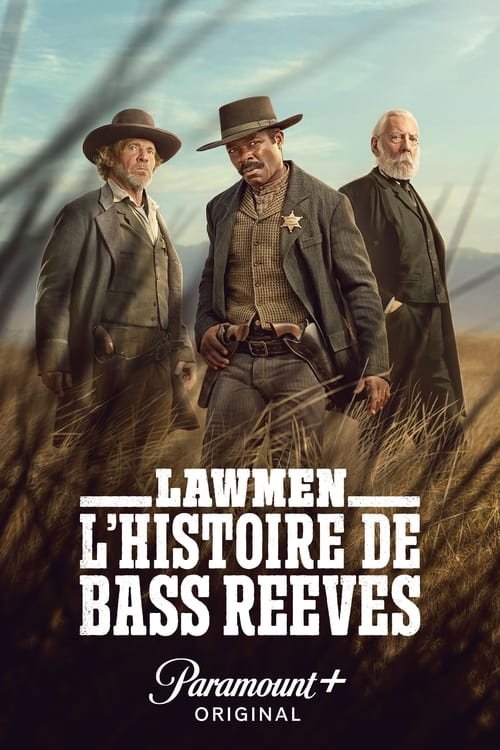 LAWMEN
L'HISTOIRE DE
BASS REEVES
Paramount+
ORIGINAL